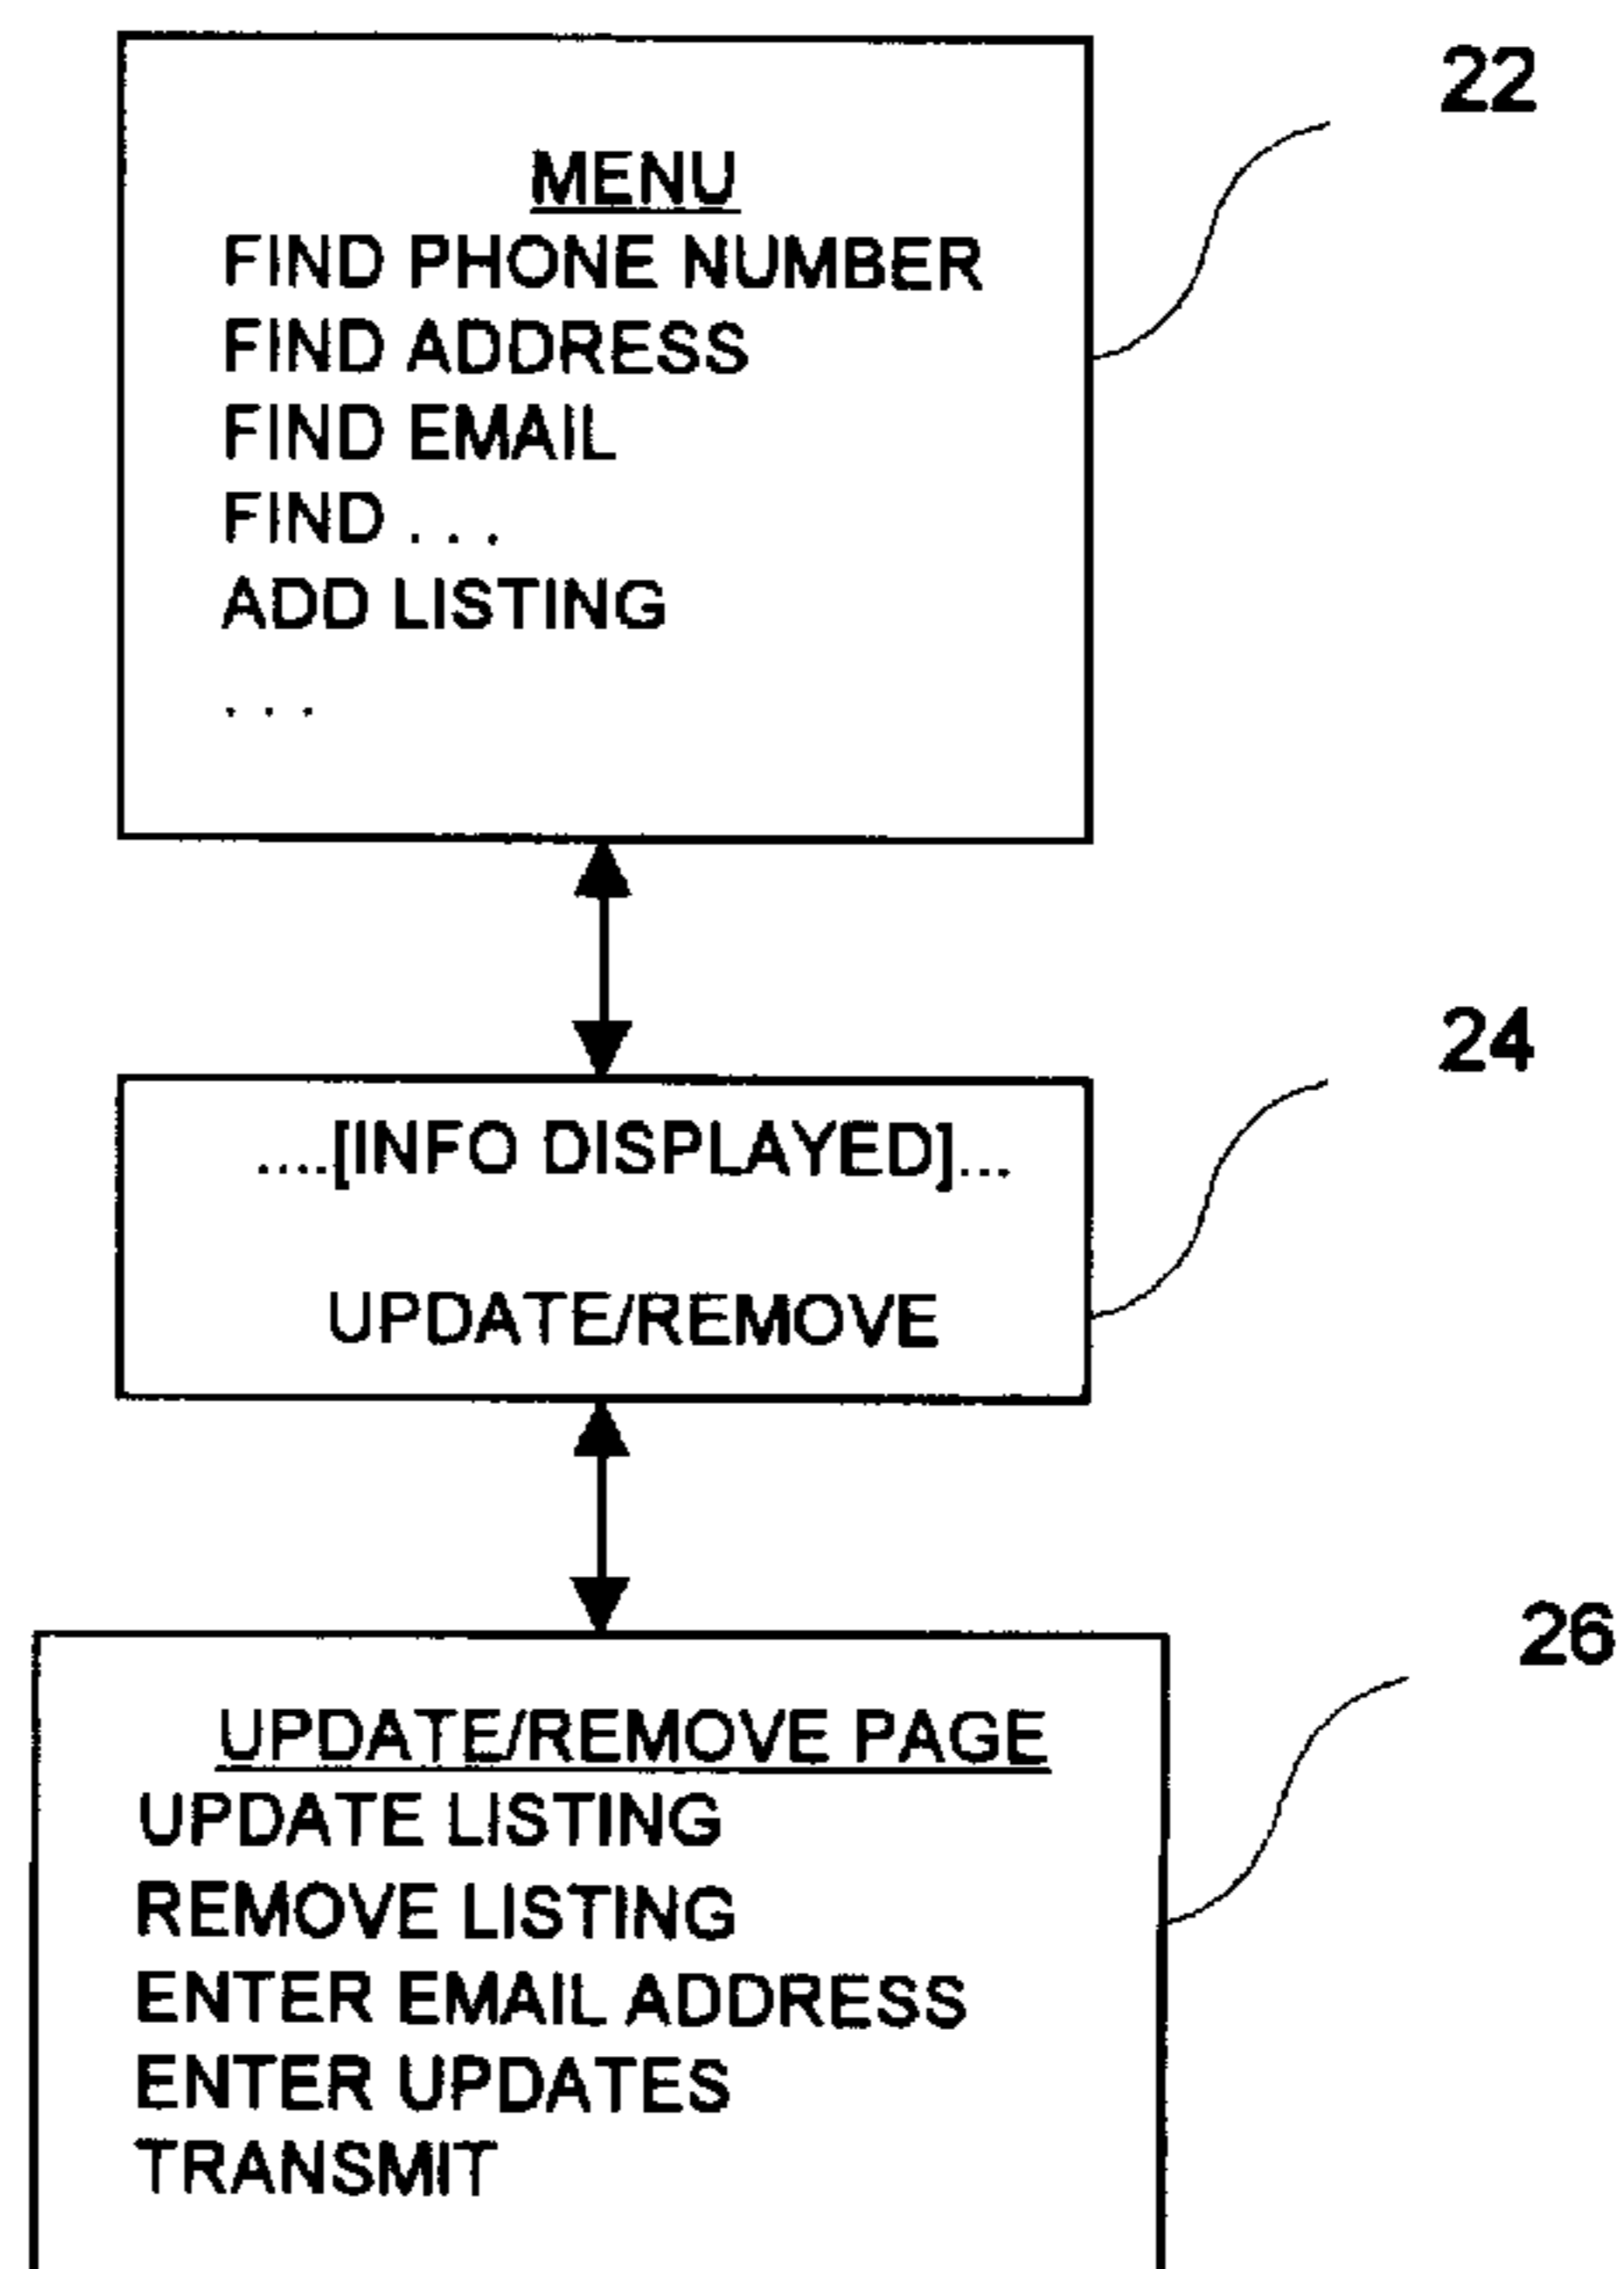 22
MENU
FIND PHONE NUMBER
FIND ADDRESS
FIND EMAIL
FIND . . .
ADD LISTING
. . .
24
....[INFO DISPLAYED]...
UPDATE/REMOVE
26
UPDATE/REMOVE PAGE
UPDATE LISTING
REMOVE LISTING
ENTER EMAIL ADDRESS
ENTER UPDATES
TRANSMIT